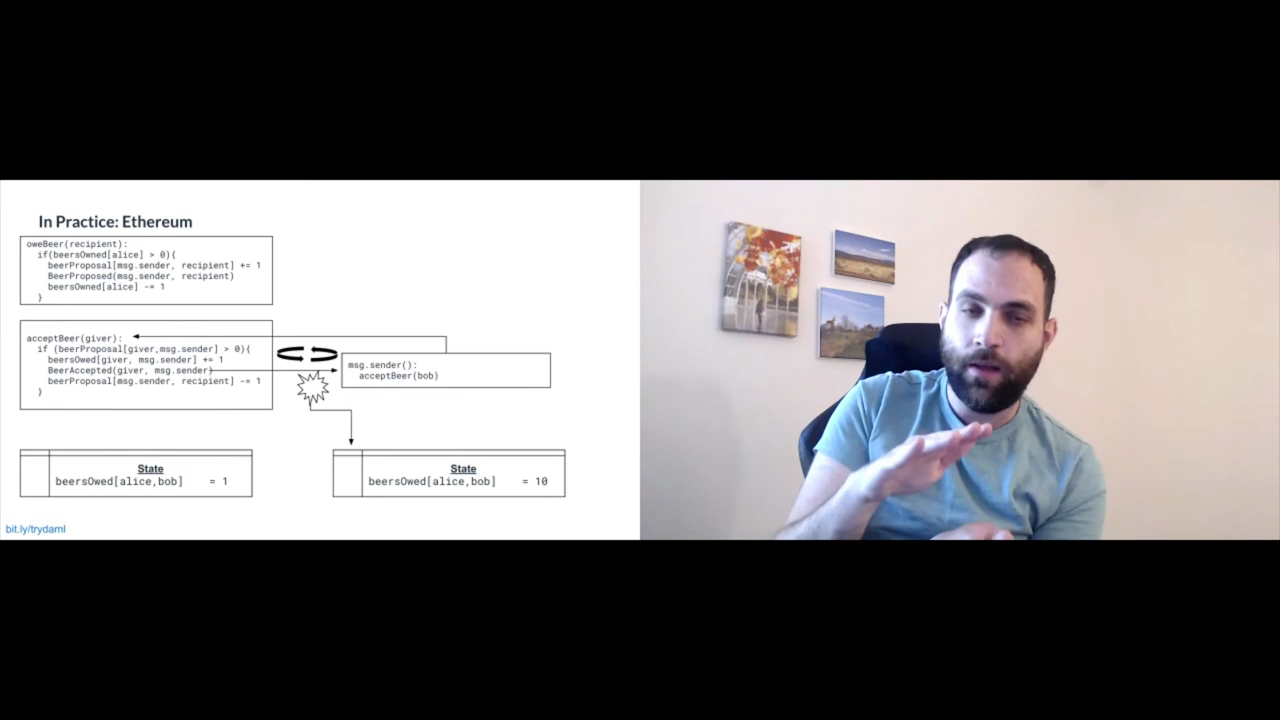 In Practice: Ethereum
oweBeer(recipient):
if(beersOwned[alice] > 0){
beerProposal[msg.sender, recipient] += 1
BeerProposed(msg.sender, recipient)
beersOwned[alice] -= 1
}
acceptBeer(giver):
if (beerProposal[giver,msg.sender] > 0){
beersOwed[giver, msg.sender] += 1
BeerAccepted(giver, msg.sender)
beerProposal[msg.sender, recipient] -= 1
}
msg.sender():
acceptBeer(bob)
State
beersOwed[alice,bob] = 1
State
beersOwed[alice,bob] = 10
bit.ly/trydaml